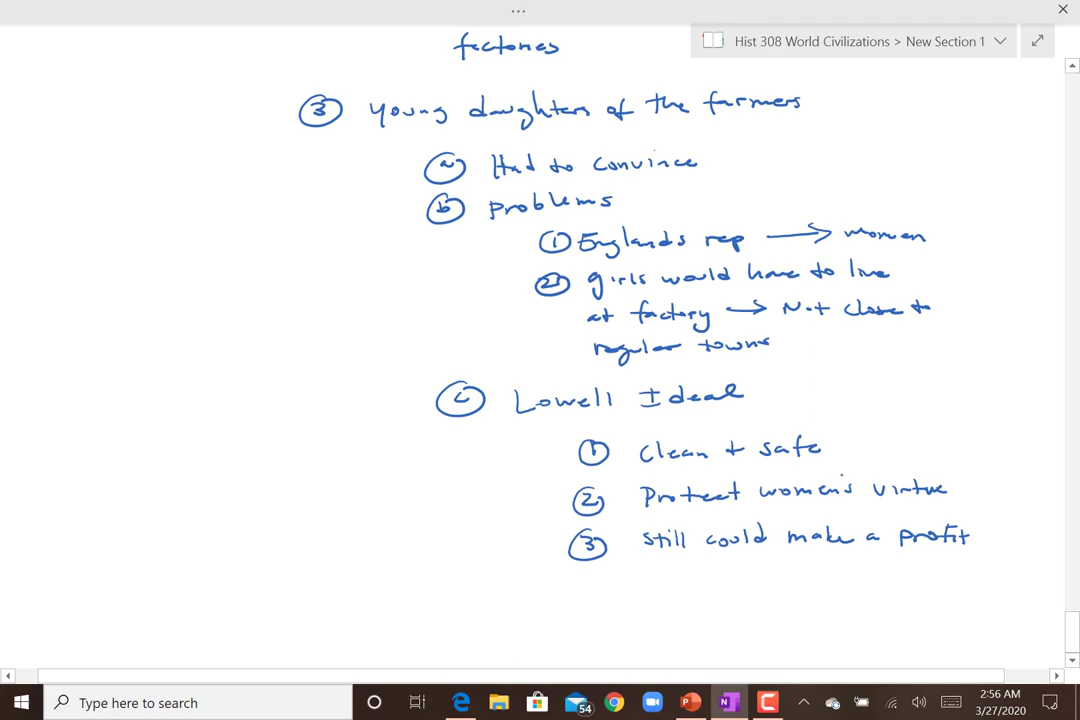 ...
Hist 308 World Civilizations > New Section 1
factories
3 Young daughters of the farmers
a Had to convince
b Problems
1 Englands rep → women
2 girls would have to live
at factory → Not close to
regular towns
c Lowell Ideal
1 Clean + safe
2 Protect women's virtue
3 Still could make a profit
Type here to search
54
2:56 AM
3/27/2020